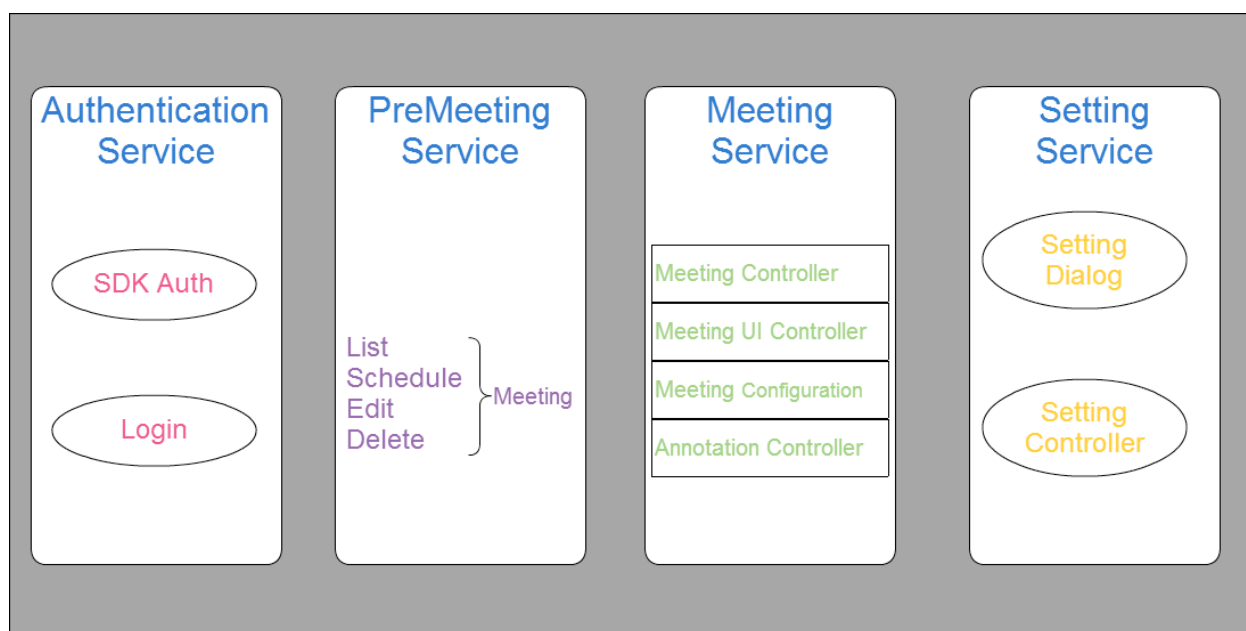 Authentication
Service
SDK Auth
Login
PreMeeting
Service
List
Schedule
Edit
Delete
Meeting
Meeting
Service
Meeting Controller
Meeting UI Controller
Meeting Configuration
Annotation Controller
Setting
Service
Setting
Dialog
Setting
Controller